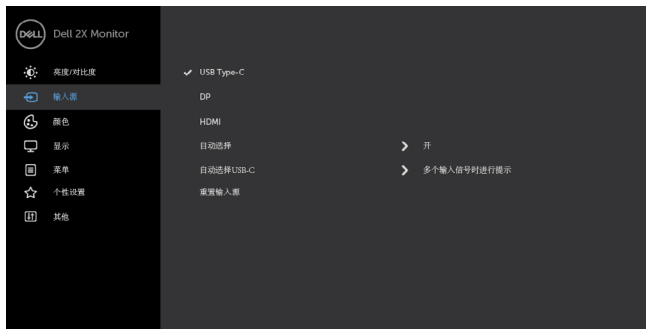 DELL Dell 2X Monitor
亮度/对比度
输入源
颜色
显示
菜单
个性设置
其他
USB Type-C
DP
HDMI
自动选择 开
自动选择USB-C 多个输入信号时进行提示
重置输入源